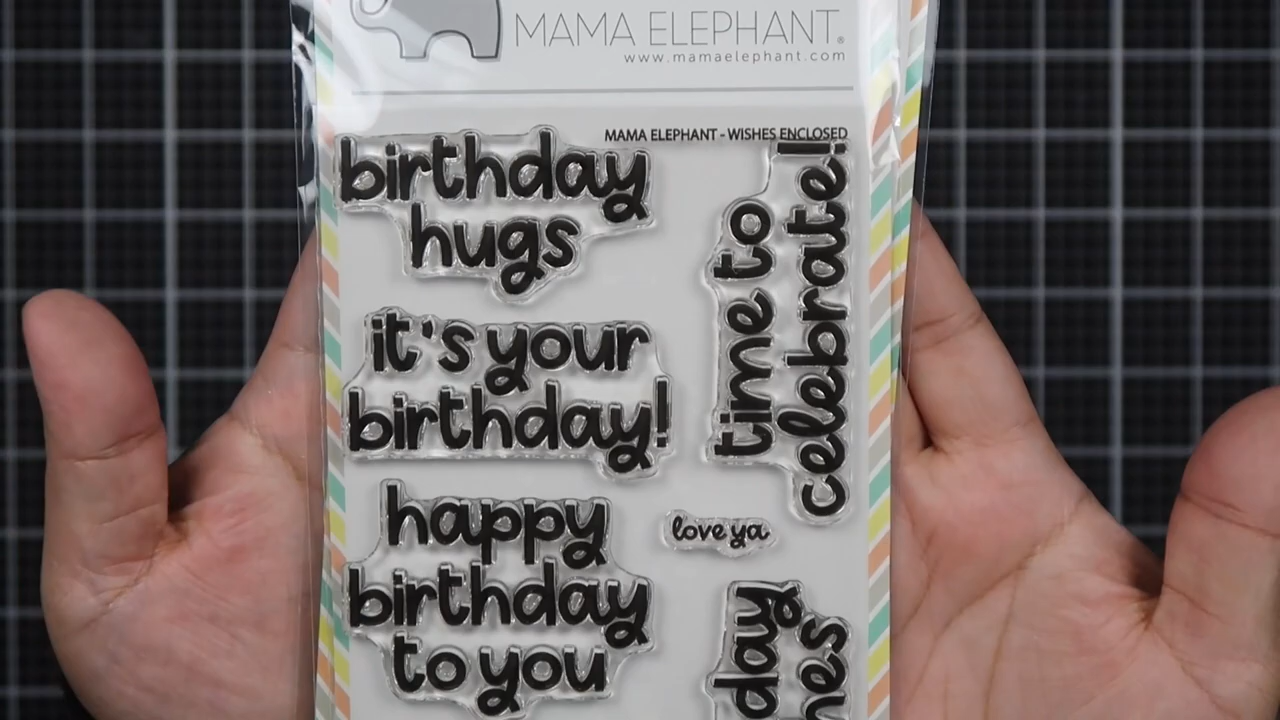 MAMA ELEPHANT®
www.mamaelephant.com
MAMA ELEPHANT - WISHES ENCLOSED
birthday
hugs
it's your
birthday!
happy
birthday
to you
time to
celebrate!
love ya